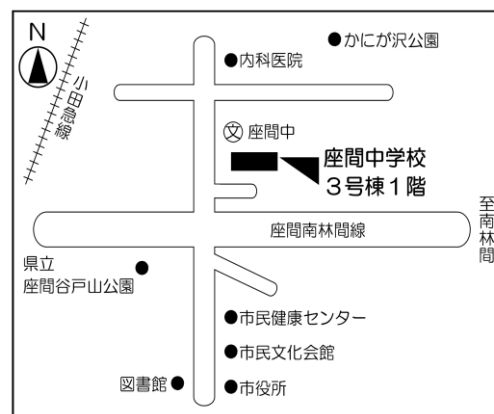 N
かにが沢公園
内科医院
小田急線
文 座間中
座間中学校
3号棟1階
座間南林間線
至南林間
県立
座間谷戸山公園
市民健康センター
市民文化会館
図書館
市役所